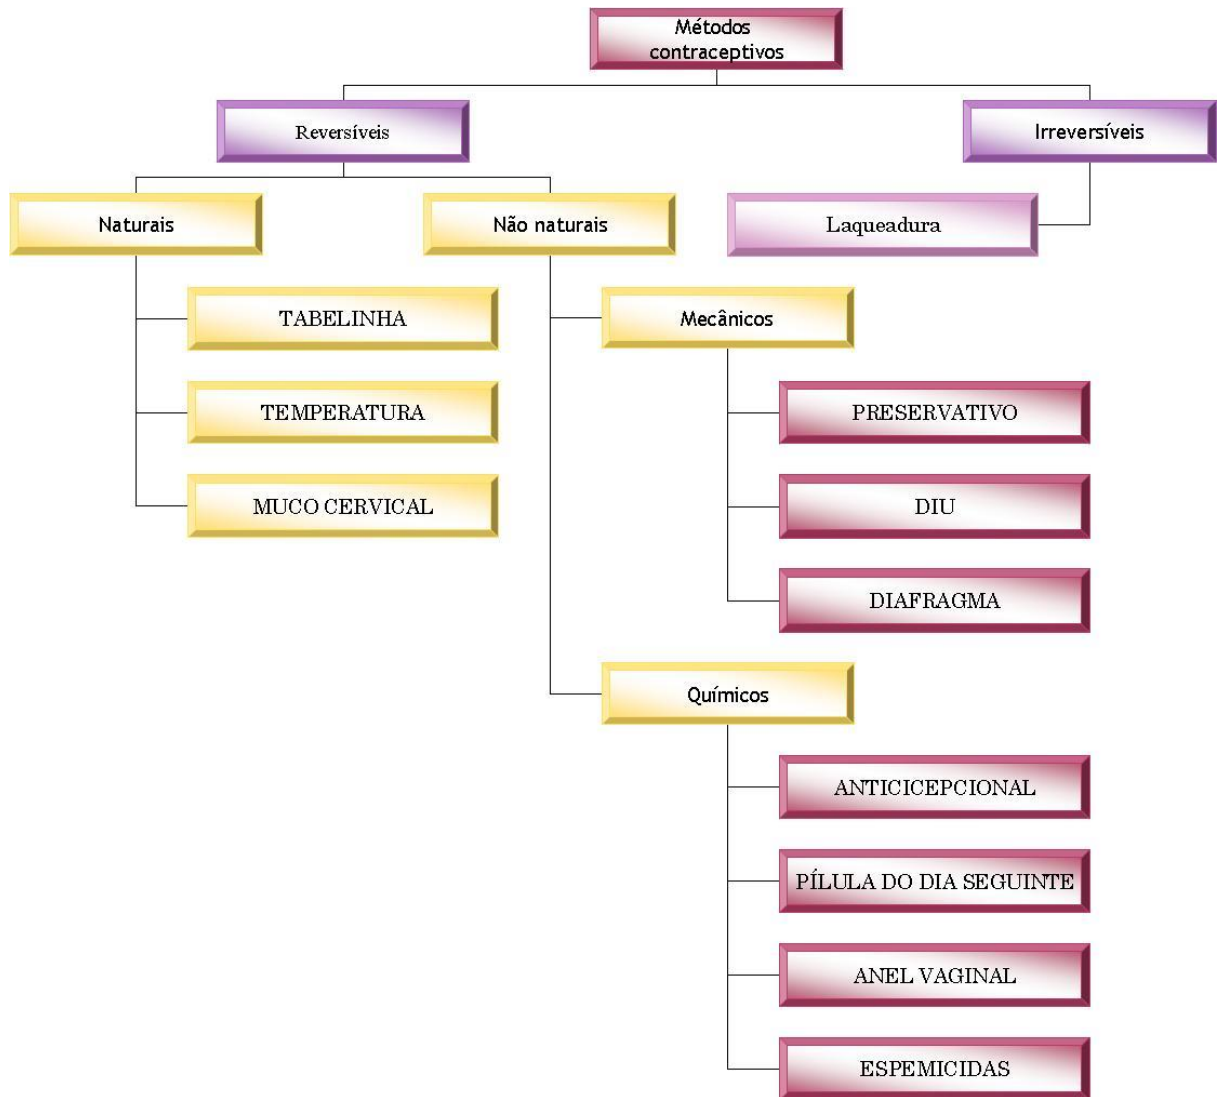 Métodos
contraceptivos
Reversíveis
Irreversíveis
Naturais
Não naturais
Laqueadura
TABELINHA
Mecânicos
TEMPERATURA
PRESERVATIVO
MUCO CERVICAL
DIU
DIAFRAGMA
Químicos
ANTICICEPCIONAL
PÍLULA DO DIA SEGUINTE
ANEL VAGINAL
ESPEMICIDAS